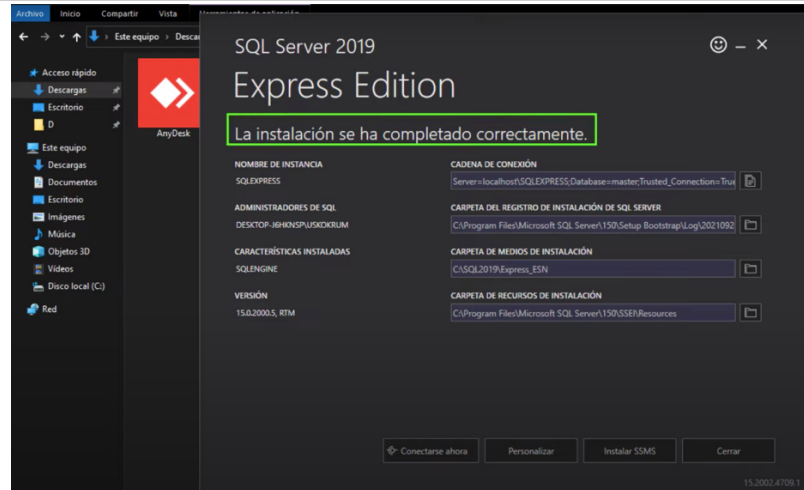 Archivo Inicio Compartir Vista Herramientas de aplicación
Este equipo › Descar
Acceso rápido
Descargas
Escritorio
D
Este equipo
Descargas
Documentos
Escritorio
Imágenes
Música
Objetos 3D
Vídeos
Disco local (C:)
Red
AnyDesk
SQL Server 2019
Express Edition
La instalación se ha completado correctamente.
NOMBRE DE INSTANCIA
SQLEXPRESS
ADMINISTRADORES DE SQL
DESKTOP-J6HKNSP\USKOKRUM
CARACTERÍSTICAS INSTALADAS
SQLENGINE
VERSIÓN
15.0.2000.5, RTM
CADENA DE CONEXIÓN
Server=localhost\SQLEXPRESS;Database=master;Trusted_Connection=True
CARPETA DEL REGISTRO DE INSTALACIÓN DE SQL SERVER
C:\Program Files\Microsoft SQL Server\150\Setup Bootstrap\Log\2021092
CARPETA DE MEDIOS DE INSTALACIÓN
C:\SQL2019\Express_ESN
CARPETA DE RECURSOS DE INSTALACIÓN
C:\Program Files\Microsoft SQL Server\150\SSEI\Resources
Conectarse ahora
Personalizar
Instalar SSMS
Cerrar
15.2002.4709.1